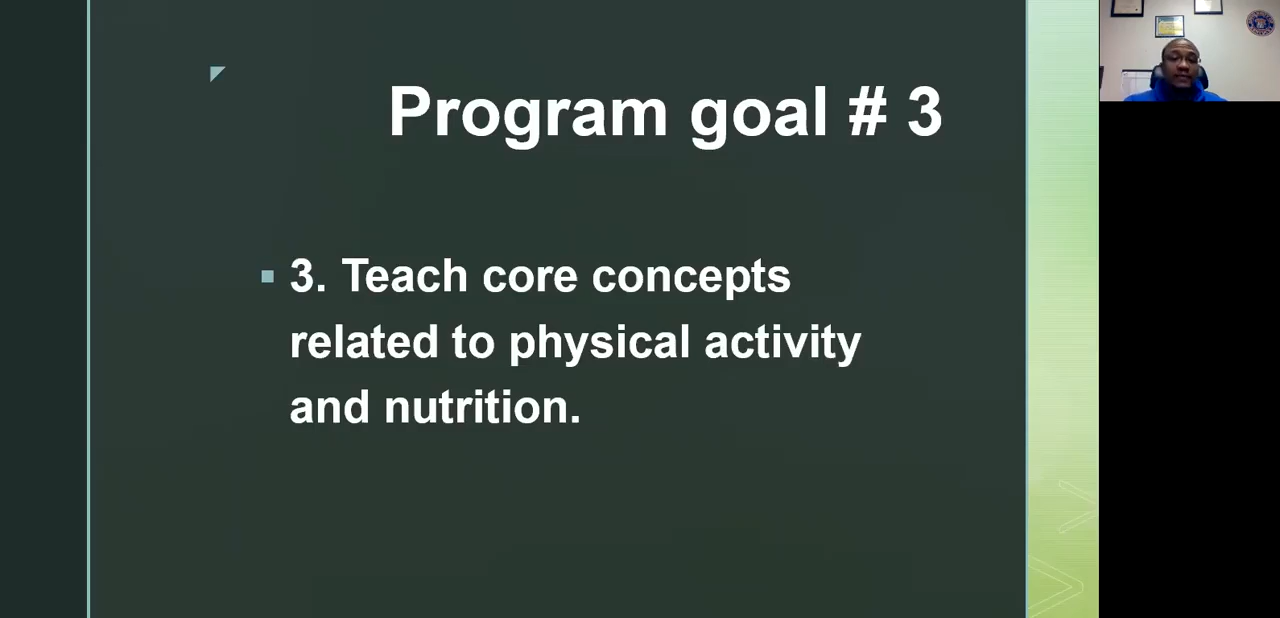 Program goal # 3
3. Teach core concepts
related to physical activity
and nutrition.